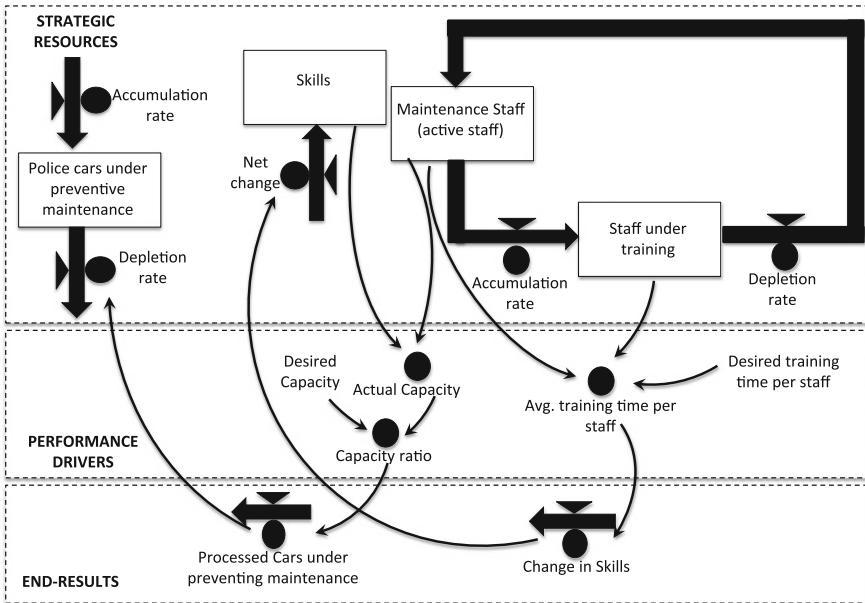 STRATEGIC
RESOURCES
Accumulation
rate
Police cars under
preventive
maintenance
Depletion
rate
Skills
Net
change
Maintenance Staff
(active staff)
Accumulation
rate
Staff under
training
Depletion
rate
PERFORMANCE
DRIVERS
Desired
Capacity
Actual Capacity
Capacity ratio
Avg. training time per
staff
Desired training
time per staff
END-RESULTS
Processed Cars under
preventing maintenance
Change in Skills